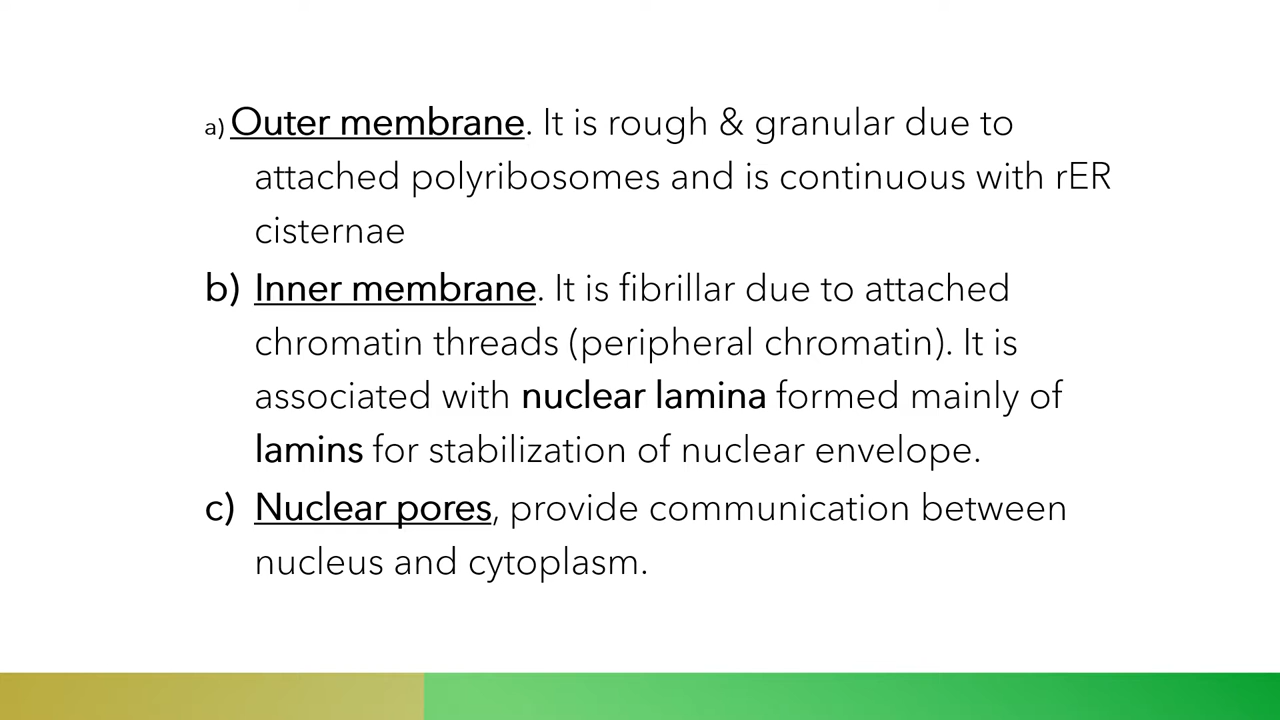 a) Outer membrane. It is rough & granular due to
attached polyribosomes and is continuous with rER
cisternae
b) Inner membrane. It is fibrillar due to attached
chromatin threads (peripheral chromatin). It is
associated with nuclear lamina formed mainly of
lamins for stabilization of nuclear envelope.
c) Nuclear pores, provide communication between
nucleus and cytoplasm.